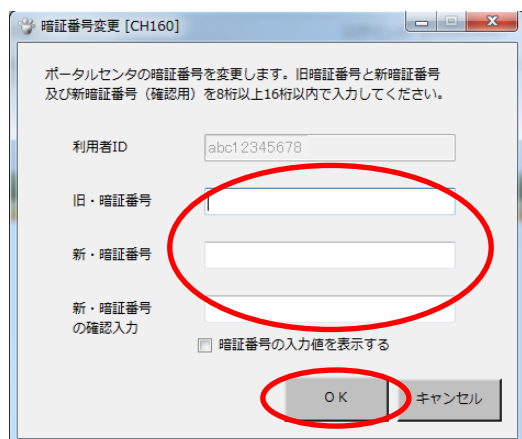 暗証番号変更 [CH160]
ポータルセンタの暗証番号を変更します。旧暗証番号と新暗証番号
及び新暗証番号（確認用）を8桁以上16桁以内で入力してください。
利用者ID
abc12345678
旧・暗証番号
新・暗証番号
新・暗証番号
の確認入力
暗証番号の入力値を表示する
ＯＫ
キャンセル